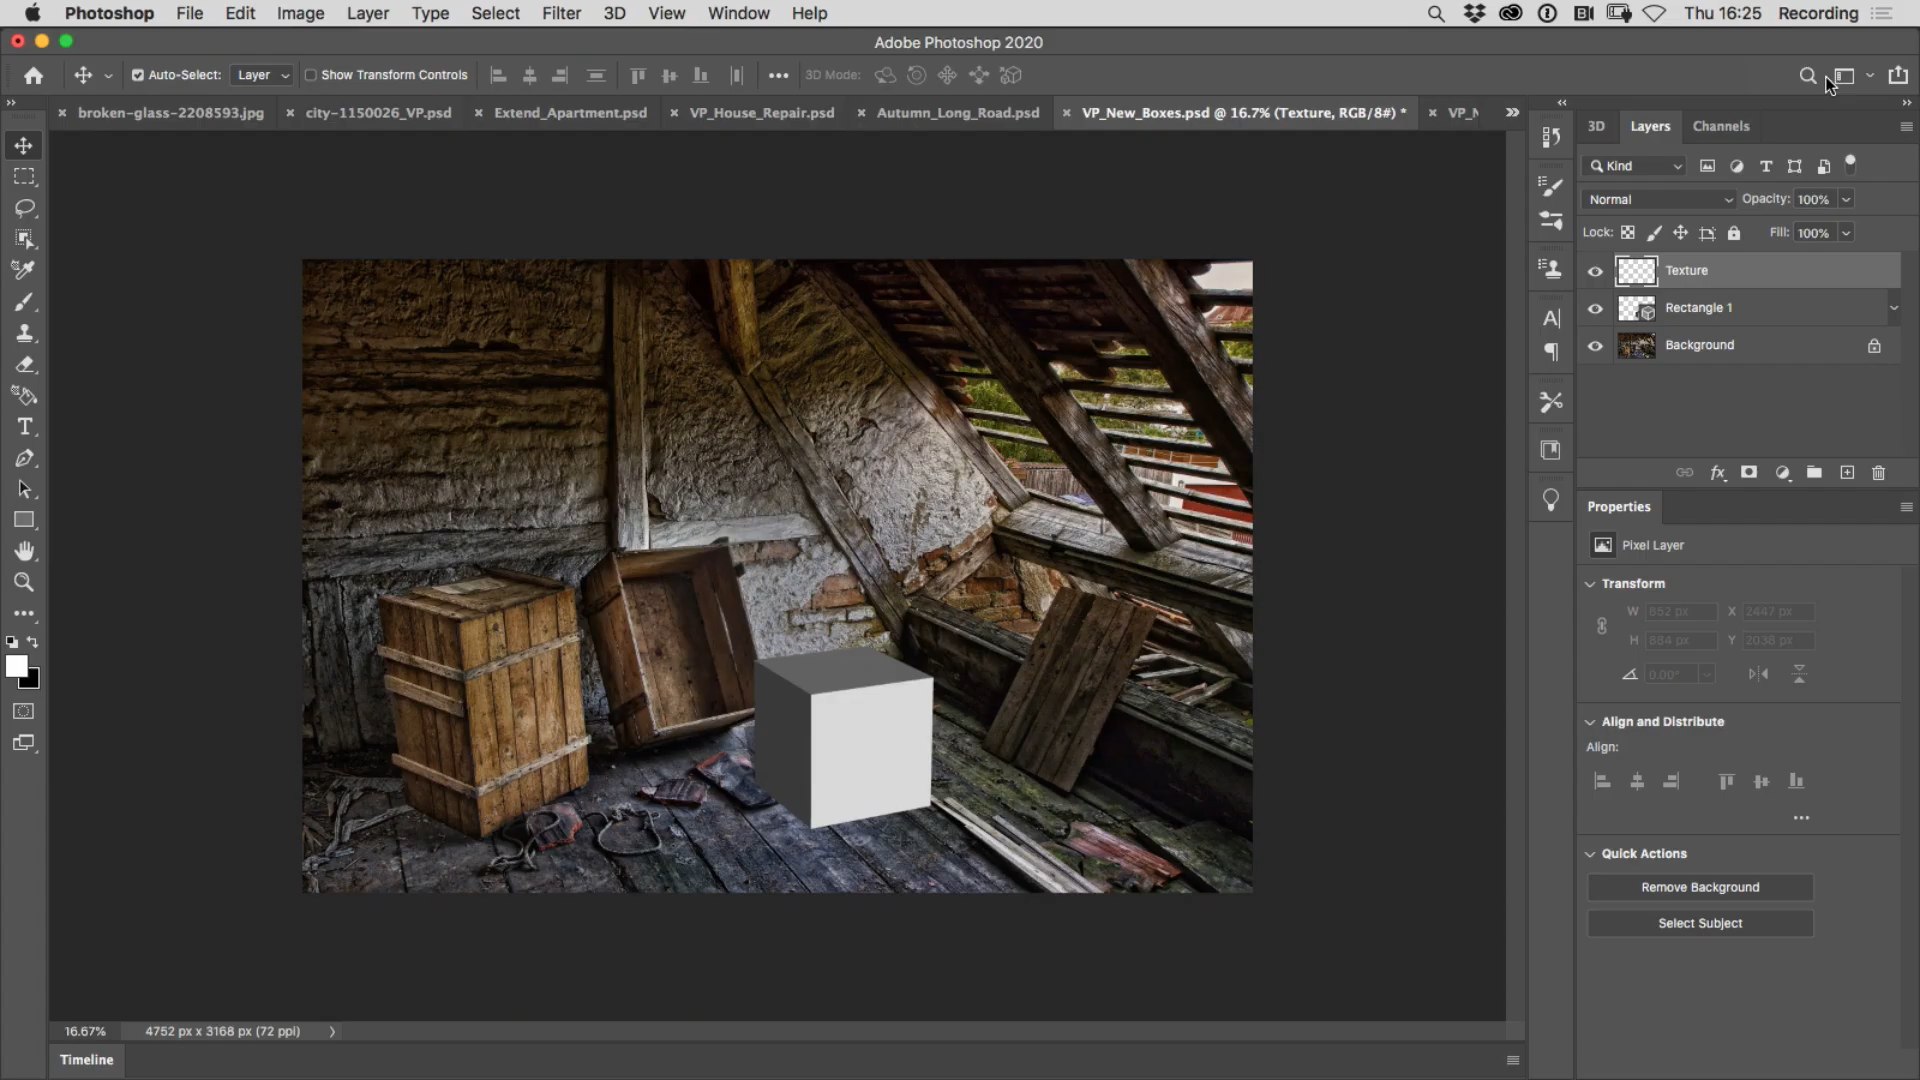 Photoshop File Edit Image Layer Type Select Filter 3D View Window Help Thu 16:25 Recording
Adobe Photoshop 2020
Auto-Select: Layer Show Transform Controls 3D Mode:
broken-glass-2208593.jpg city-1150026_VP.psd Extend_Apartment.psd VP_House_Repair.psd Autumn_Long_Road.psd VP_New_Boxes.psd @ 16.7% (Texture, RGB/8#) * VP_N
3D Layers Channels
Kind
Normal Opacity: 100%
Lock: Fill: 100%
Texture
Rectangle 1
Background
Properties
Pixel Layer
Transform
W 852 px X 2447 px
H 884 px Y 2038 px
0.00°
Align and Distribute
Align:
Quick Actions
Remove Background
Select Subject
16.67% 4752 px x 3168 px (72 ppi)
Timeline